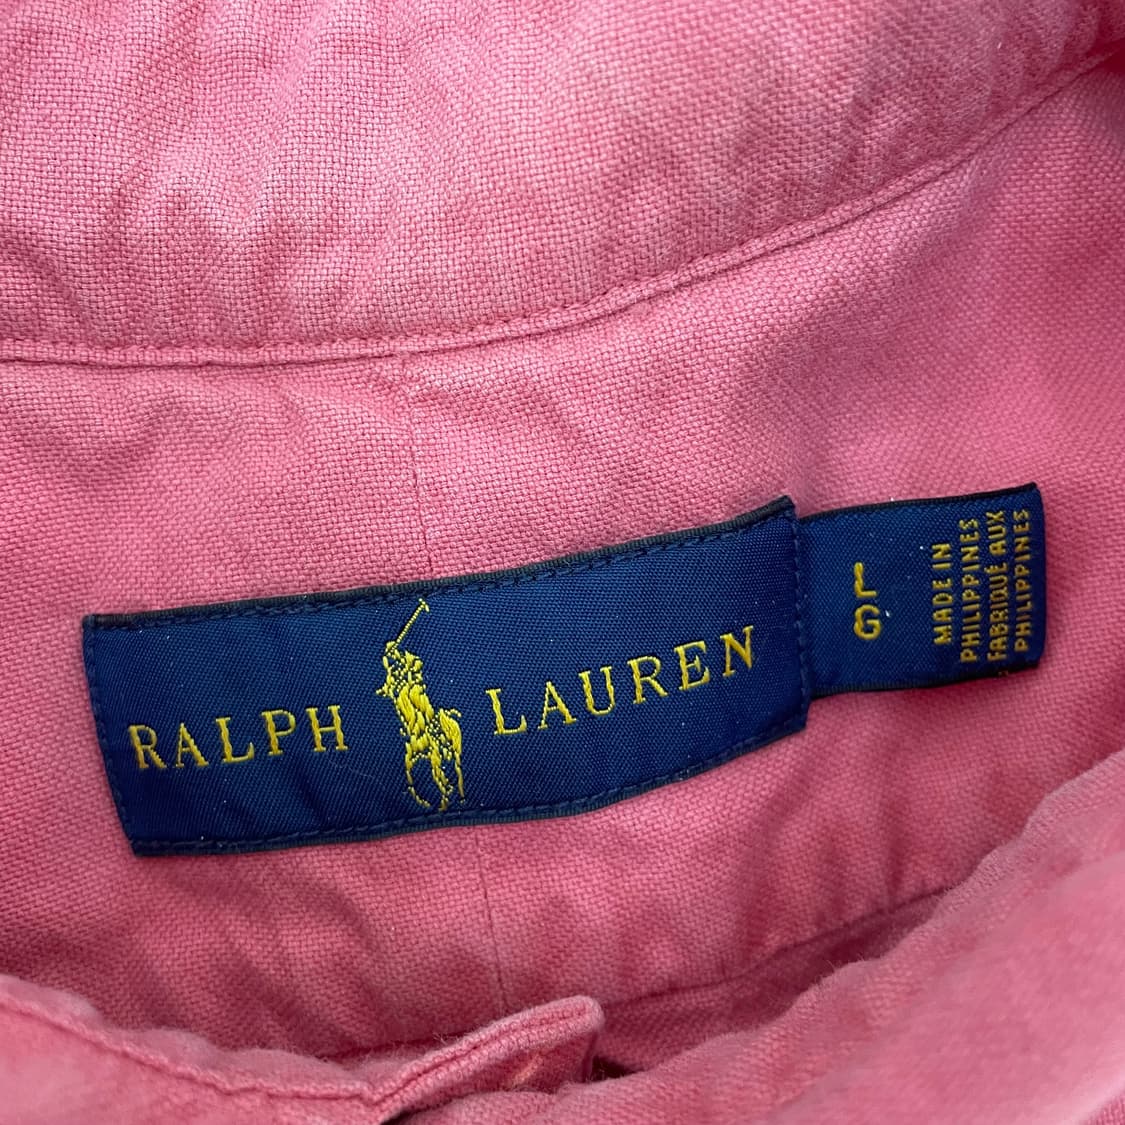 RALPH LAUREN
L
G
MADE IN
PHILIPPINES
FABRIQUÉ AUX
PHILIPPINES